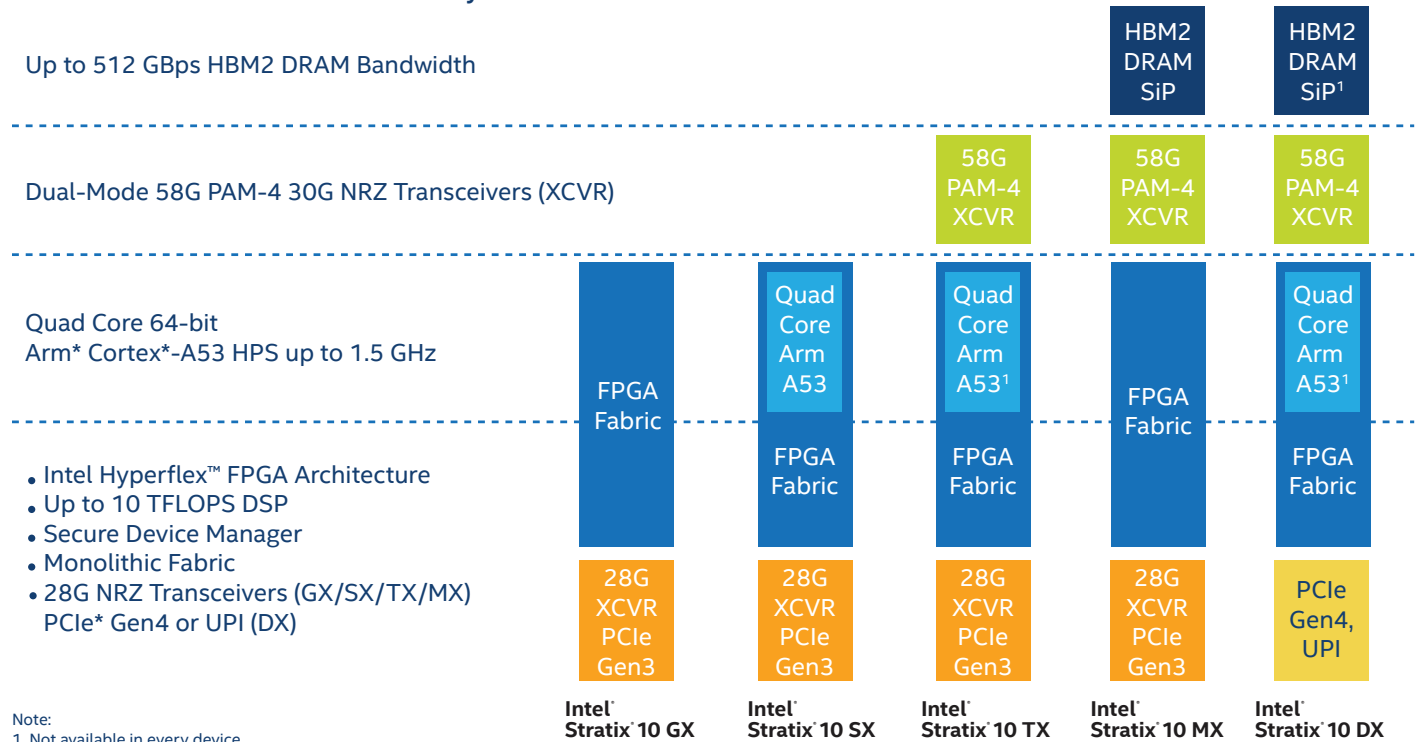 Up to 512 GBps HBM2 DRAM Bandwidth
HBM2
DRAM
SiP
HBM2
DRAM
SiP¹
Dual-Mode 58G PAM-4 30G NRZ Transceivers (XCVR)
58G
PAM-4
XCVR
58G
PAM-4
XCVR
58G
PAM-4
XCVR
Quad Core 64-bit
Arm* Cortex*-A53 HPS up to 1.5 GHz
FPGA
Fabric
Quad
Core
Arm
A53
FPGA
Fabric
Quad
Core
Arm
A53¹
FPGA
Fabric
FPGA
Fabric
Quad
Core
Arm
A53¹
FPGA
Fabric
• Intel Hyperflex™ FPGA Architecture
• Up to 10 TFLOPS DSP
• Secure Device Manager
• Monolithic Fabric
• 28G NRZ Transceivers (GX/SX/TX/MX)
PCIe* Gen4 or UPI (DX)
28G
XCVR
PCIe
Gen3
28G
XCVR
PCIe
Gen3
28G
XCVR
PCIe
Gen3
28G
XCVR
PCIe
Gen3
PCIe
Gen4,
UPI
Intel®
Stratix® 10 GX
Intel®
Stratix® 10 SX
Intel®
Stratix® 10 TX
Intel®
Stratix® 10 MX
Intel®
Stratix® 10 DX
Note:
1. Not available in every device